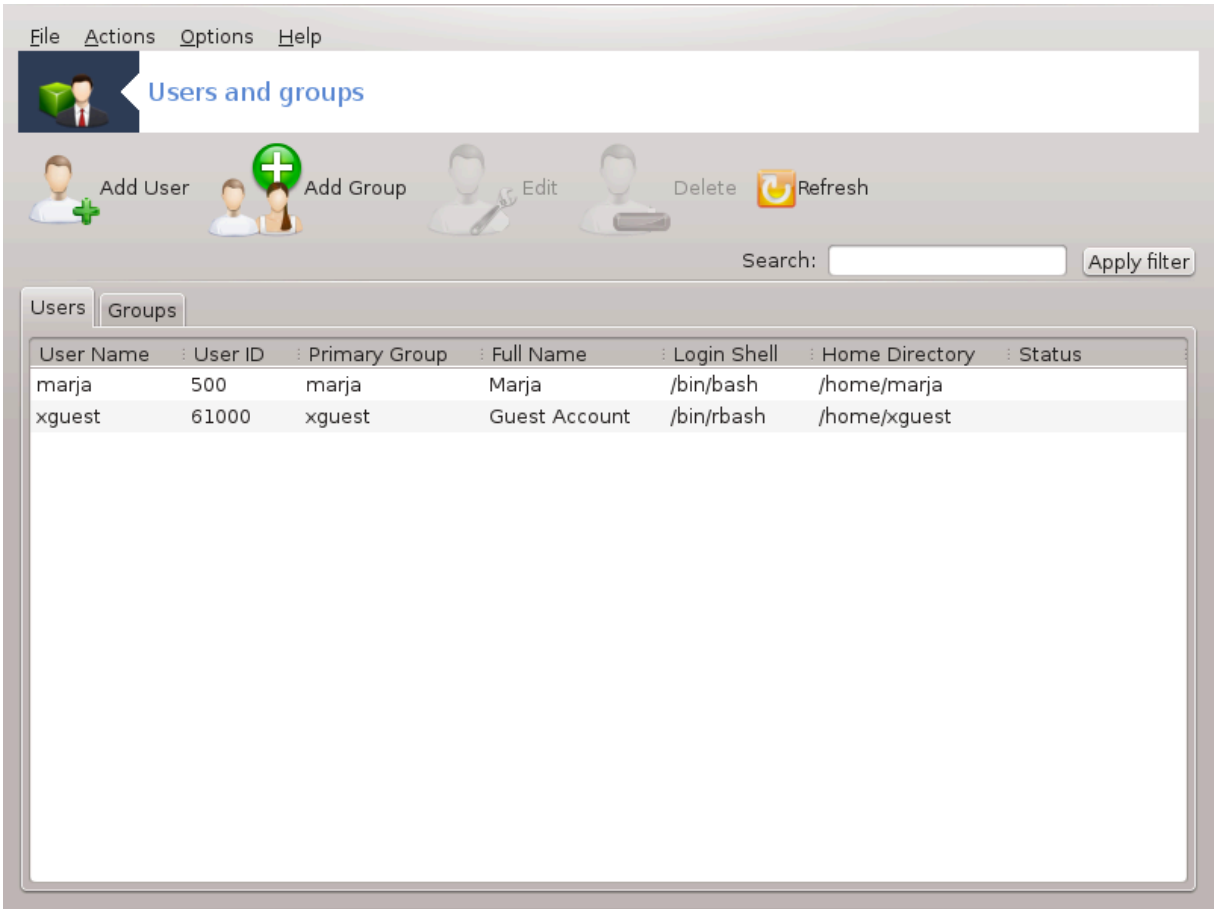 File Actions Options Help
Users and groups
Add User Add Group Edit Delete Refresh
Search: Apply filter
Users Groups
User Name User ID Primary Group Full Name Login Shell Home Directory Status
marja 500 marja Marja /bin/bash /home/marja
xguest 61000 xguest Guest Account /bin/rbash /home/xguest